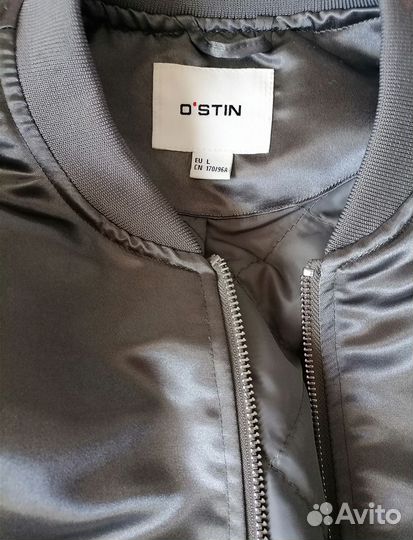 O'STIN
EU L
CN 170/96A
Avito